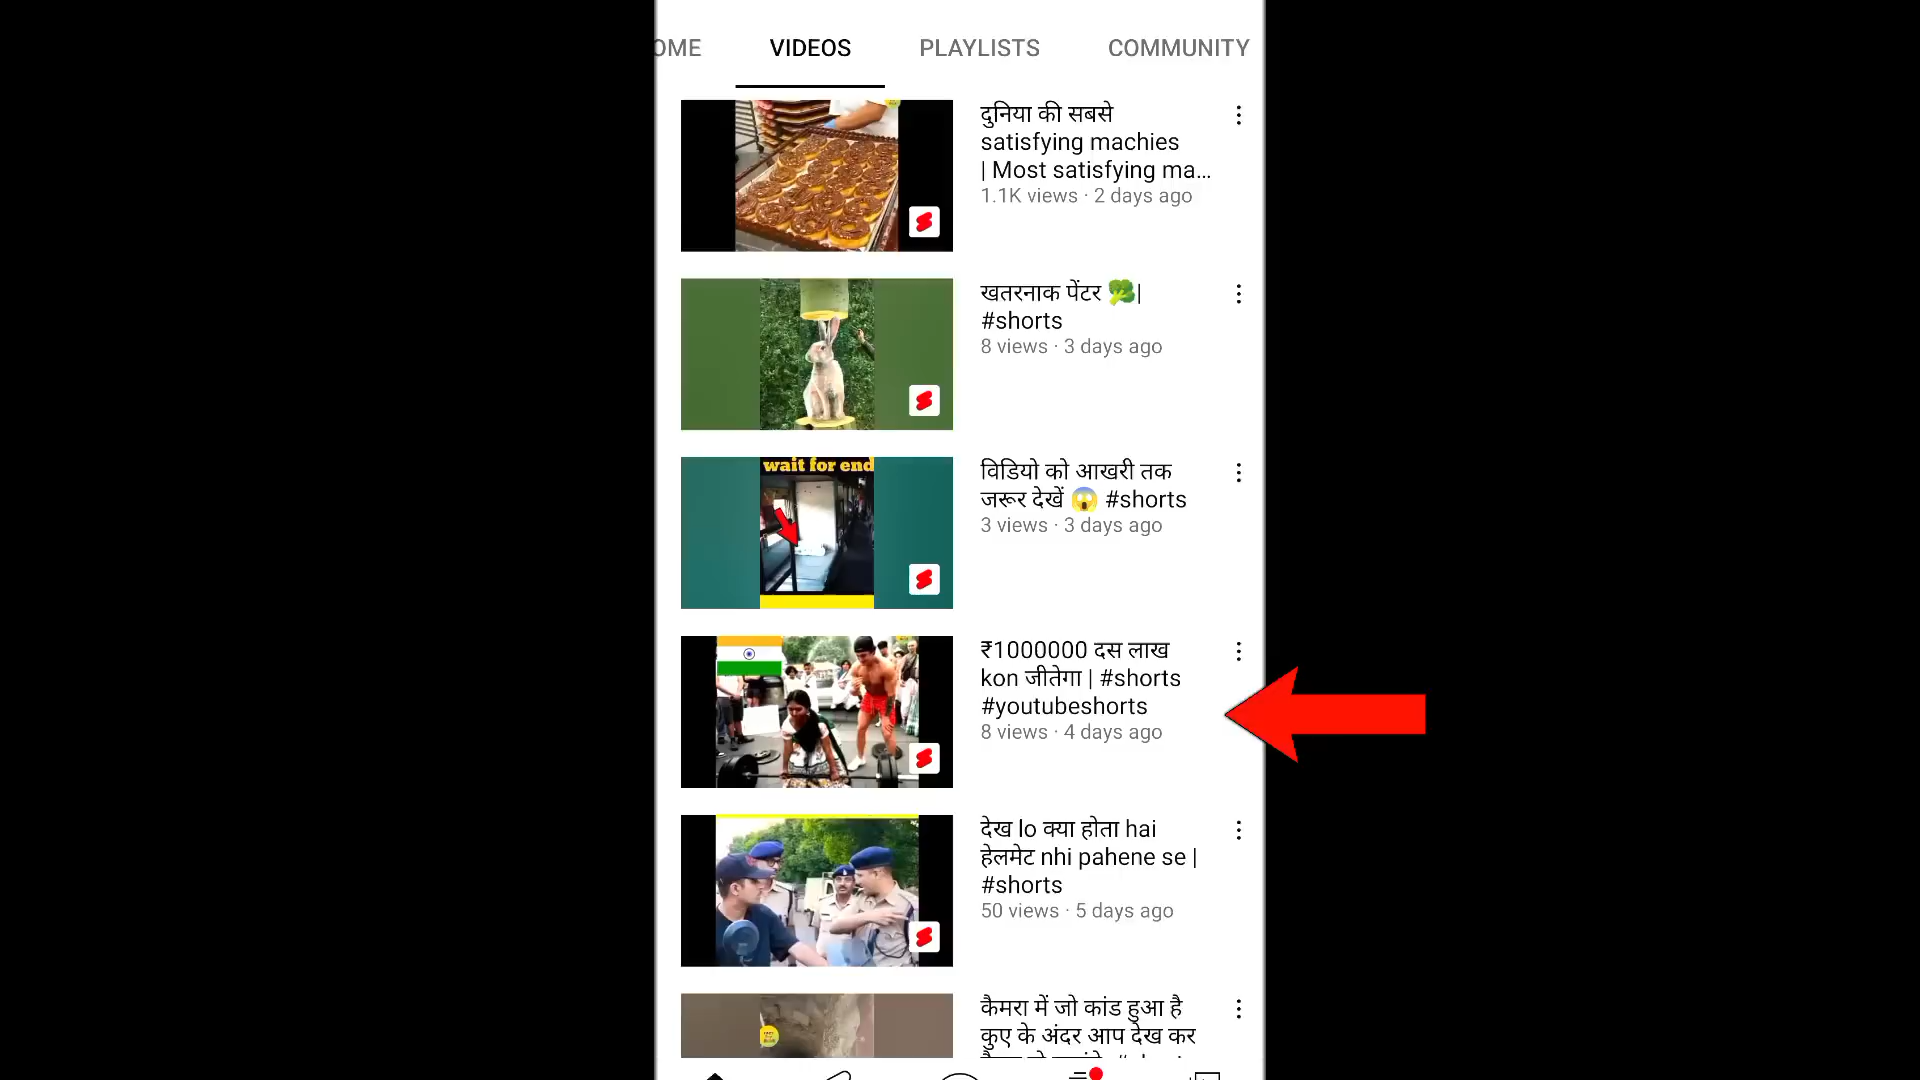 OME VIDEOS PLAYLISTS COMMUNITY
दुनिया की सबसे
satisfying machies
| Most satisfying ma...
1.1K views · 2 days ago
खतरनाक पेंटर 🥦|
#shorts
8 views · 3 days ago
wait for end
विडियो को आखरी तक
जरूर देखें 😱 #shorts
3 views · 3 days ago
₹1000000 दस लाख
kon जीतेगा | #shorts
#youtubeshorts
8 views · 4 days ago
देख lo क्या होता hai
हेलमेट nhi pahene se |
#shorts
50 views · 5 days ago
कैमरा में जो कांड हुआ है
कुए के अंदर आप देख कर